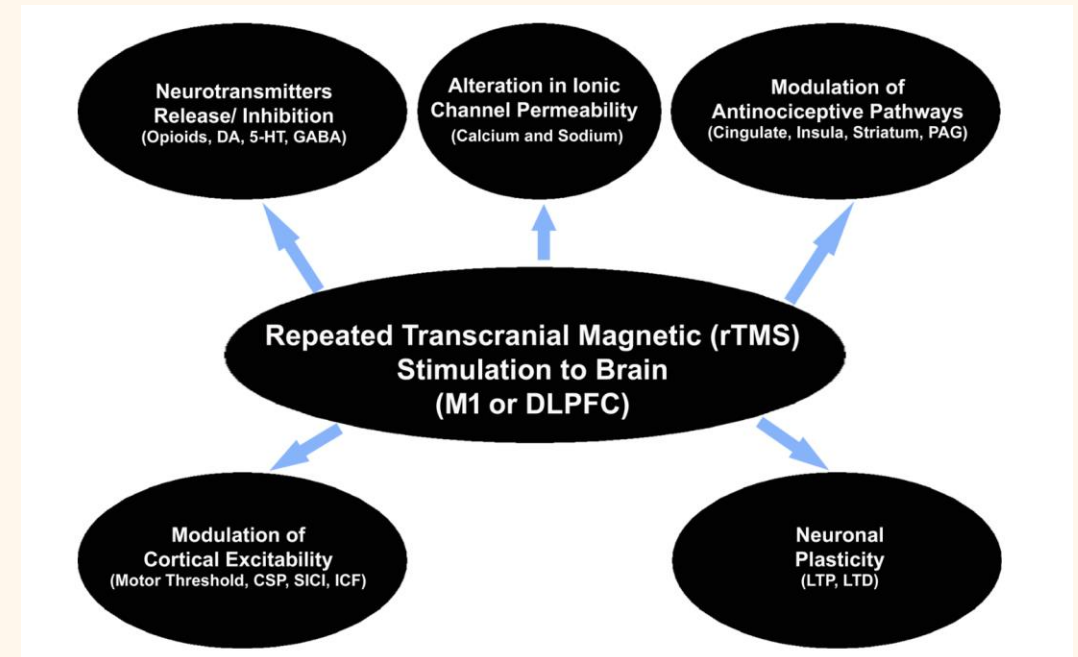 Neurotransmitters
Release/ Inhibition
(Opioids, DA, 5-HT, GABA)
Alteration in Ionic
Channel Permeability
(Calcium and Sodium)
Modulation of
Antinociceptive Pathways
(Cingulate, Insula, Striatum, PAG)
Repeated Transcranial Magnetic (rTMS)
Stimulation to Brain
(M1 or DLPFC)
Modulation of
Cortical Excitability
(Motor Threshold, CSP, SICI, ICF)
Neuronal
Plasticity
(LTP, LTD)